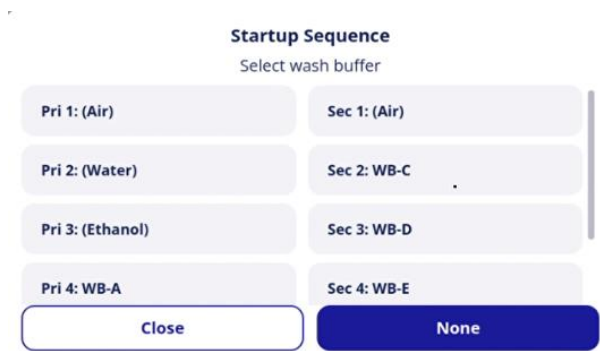 Startup Sequence
Select wash buffer
Pri 1: (Air)
Sec 1: (Air)
Pri 2: (Water)
Sec 2: WB-C
Pri 3: (Ethanol)
Sec 3: WB-D
Pri 4: WB-A
Sec 4: WB-E
Close
None